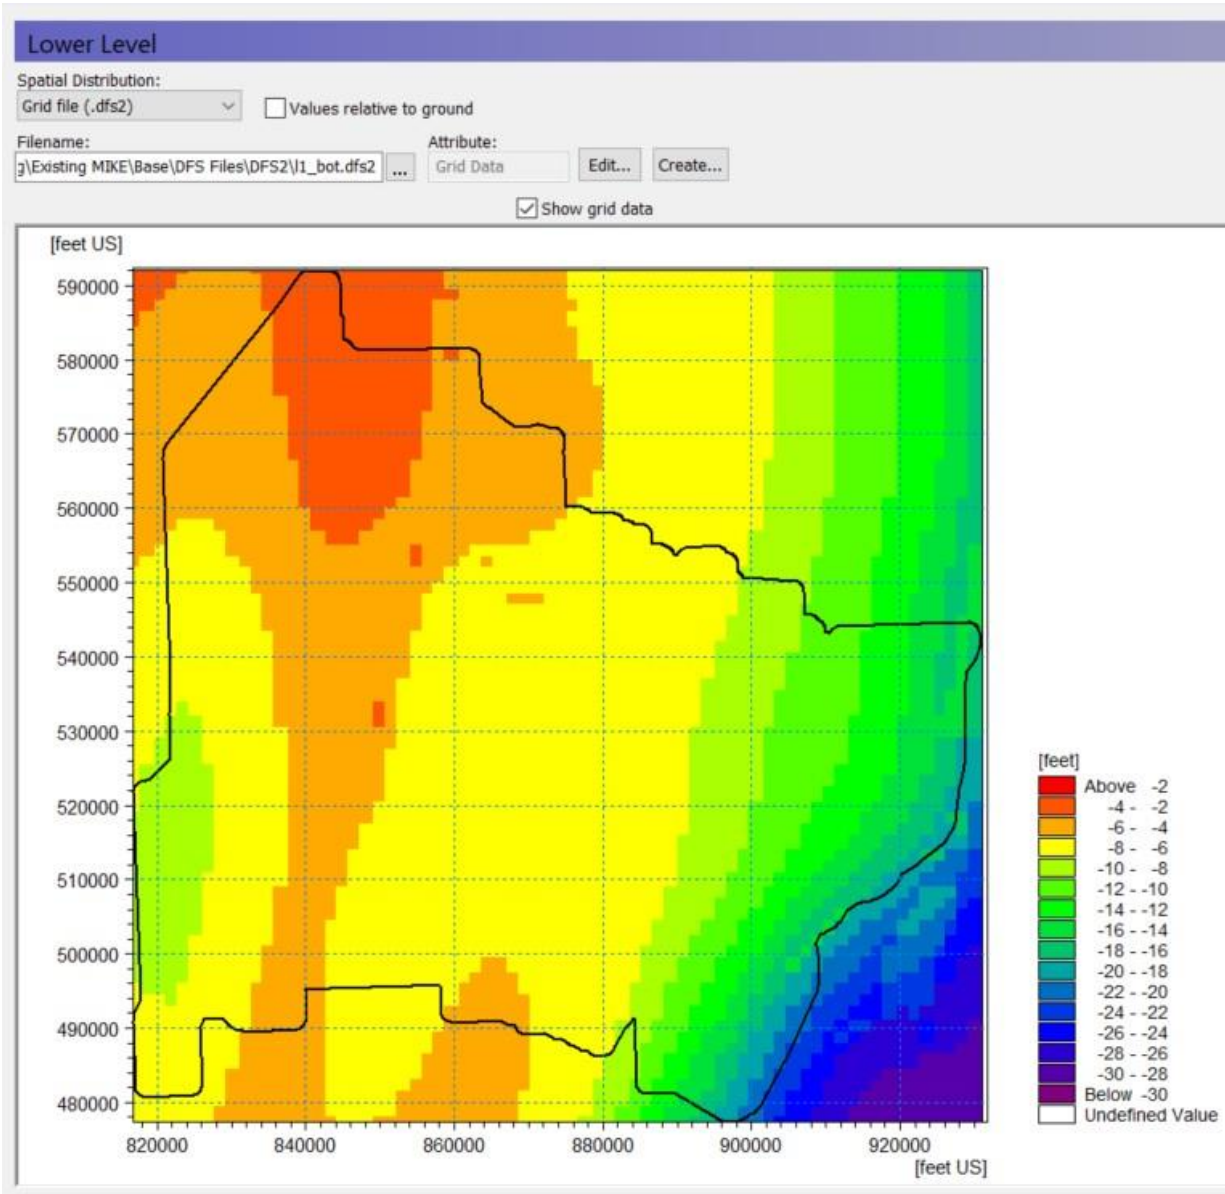 Lower Level
Spatial Distribution:
Grid file (.dfs2)
Values relative to ground
Filename:
Attribute:
g\Existing MIKE\Base\DFS Files\DFS2\l1_bot.dfs2
...
Grid Data
Edit...
Create...
Show grid data
[feet US]
590000
580000
570000
560000
550000
540000
530000
520000
510000
500000
490000
480000
820000
840000
860000
880000
900000
920000
[feet US]
[feet]
Above -2
-4 - -2
-6 - -4
-8 - -6
-10 - -8
-12 - -10
-14 - -12
-16 - -14
-18 - -16
-20 - -18
-22 - -20
-24 - -22
-26 - -24
-28 - -26
-30 - -28
Below -30
Undefined Value